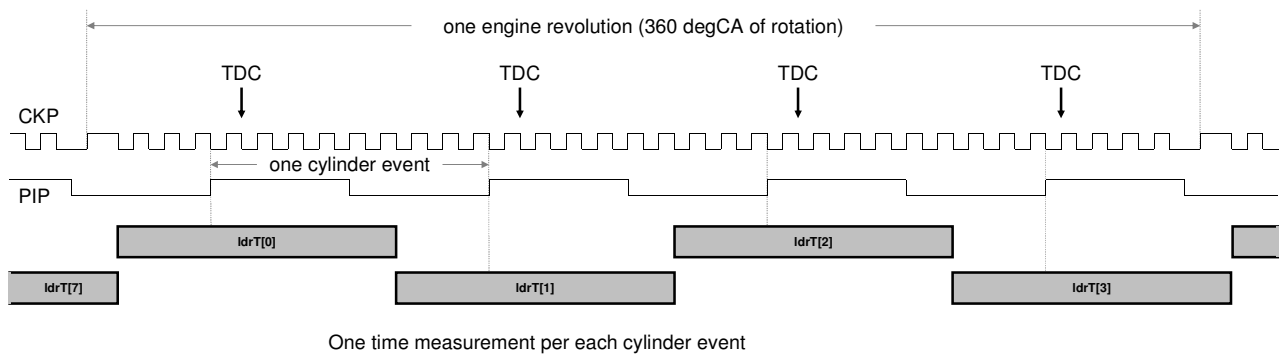 one engine revolution (360 degCA of rotation)
TDC TDC TDC TDC
CKP
one cylinder event
PIP
ldrT[0] ldrT[2]
ldrT[7] ldrT[1] ldrT[3]
One time measurement per each cylinder event